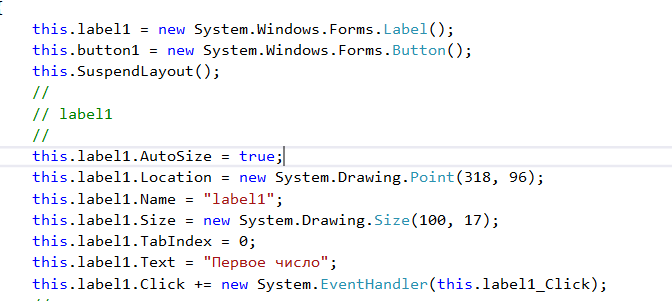 {
this.label1 = new System.Windows.Forms.Label();
this.button1 = new System.Windows.Forms.Button();
this.SuspendLayout();
//
// label1
//
this.label1.AutoSize = true;
this.label1.Location = new System.Drawing.Point(318, 96);
this.label1.Name = "label1";
this.label1.Size = new System.Drawing.Size(100, 17);
this.label1.TabIndex = 0;
this.label1.Text = "Первое число";
this.label1.Click += new System.EventHandler(this.label1_Click);
//